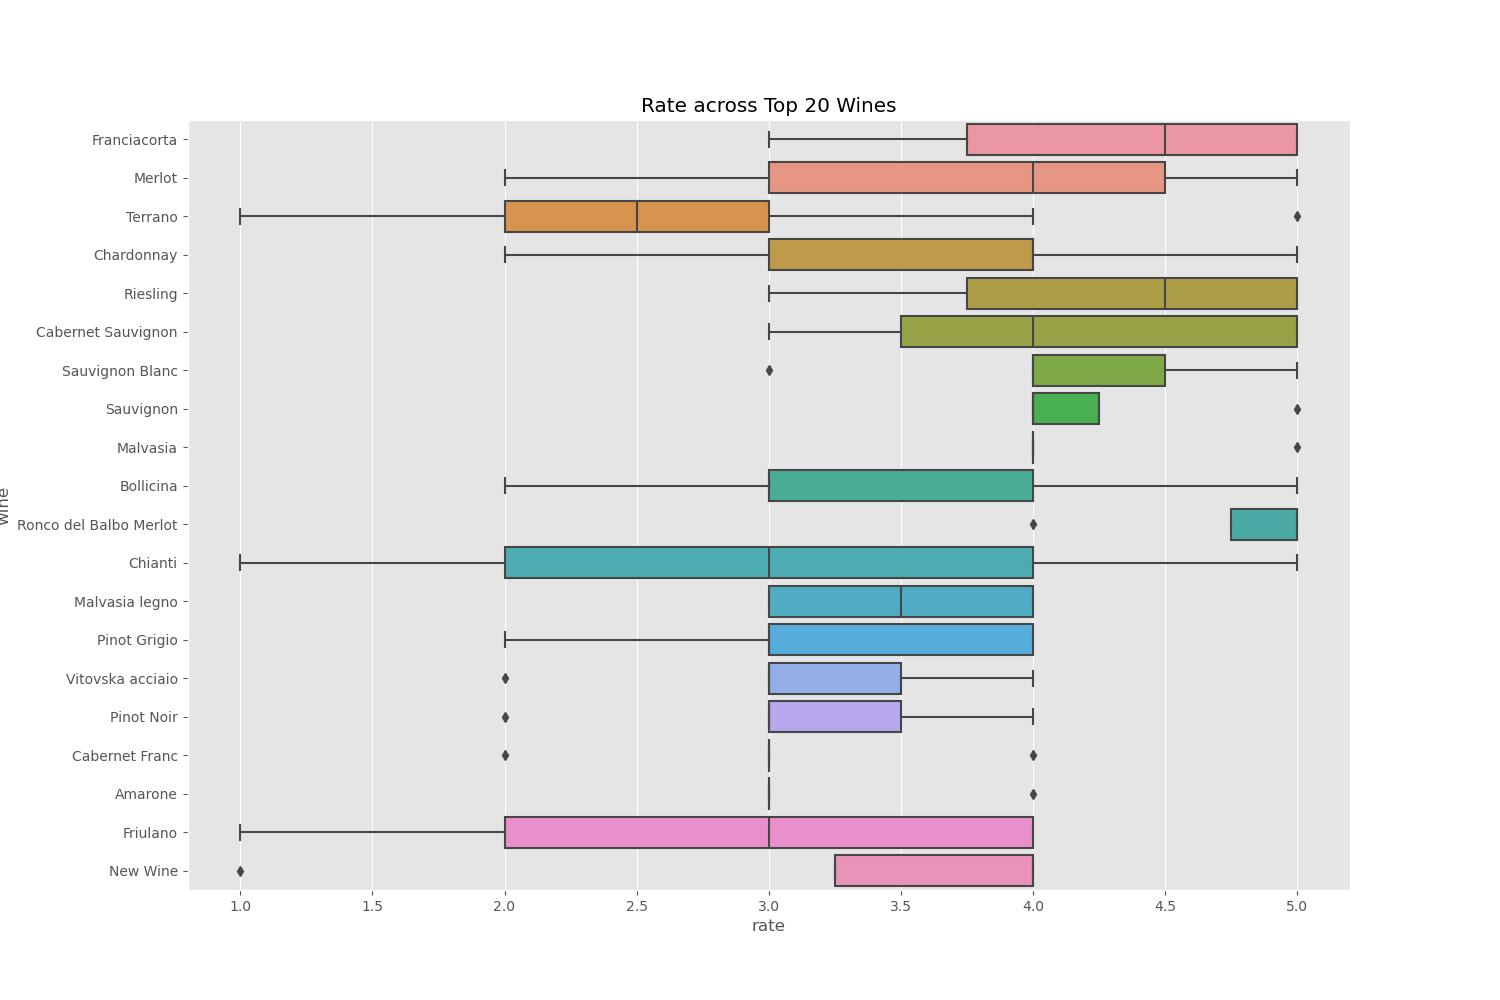 Rate across Top 20 Wines
Franciacorta
Merlot
Terrano
Chardonnay
Riesling
Cabernet Sauvignon
Sauvignon Blanc
Sauvignon
Malvasia
Bollicina
wine
Ronco del Balbo Merlot
Chianti
Malvasia legno
Pinot Grigio
Vitovska acciaio
Pinot Noir
Cabernet Franc
Amarone
Friulano
New Wine
1.0 1.5 2.0 2.5 3.0 3.5 4.0 4.5 5.0
rate